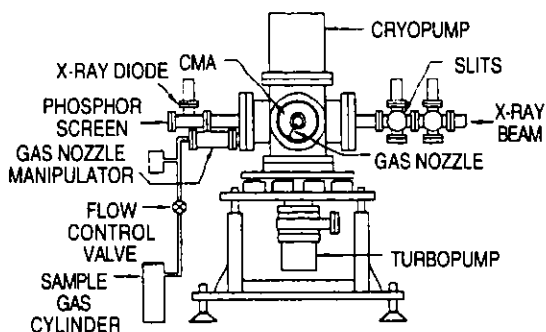 CRYOPUMP
X-RAY DIODE
CMA
SLITS
PHOSPHOR
SCREEN
X-RAY
BEAM
GAS NOZZLE
MANIPULATOR
GAS NOZZLE
FLOW
CONTROL
VALVE
TURBOPUMP
SAMPLE
GAS
CYLINDER